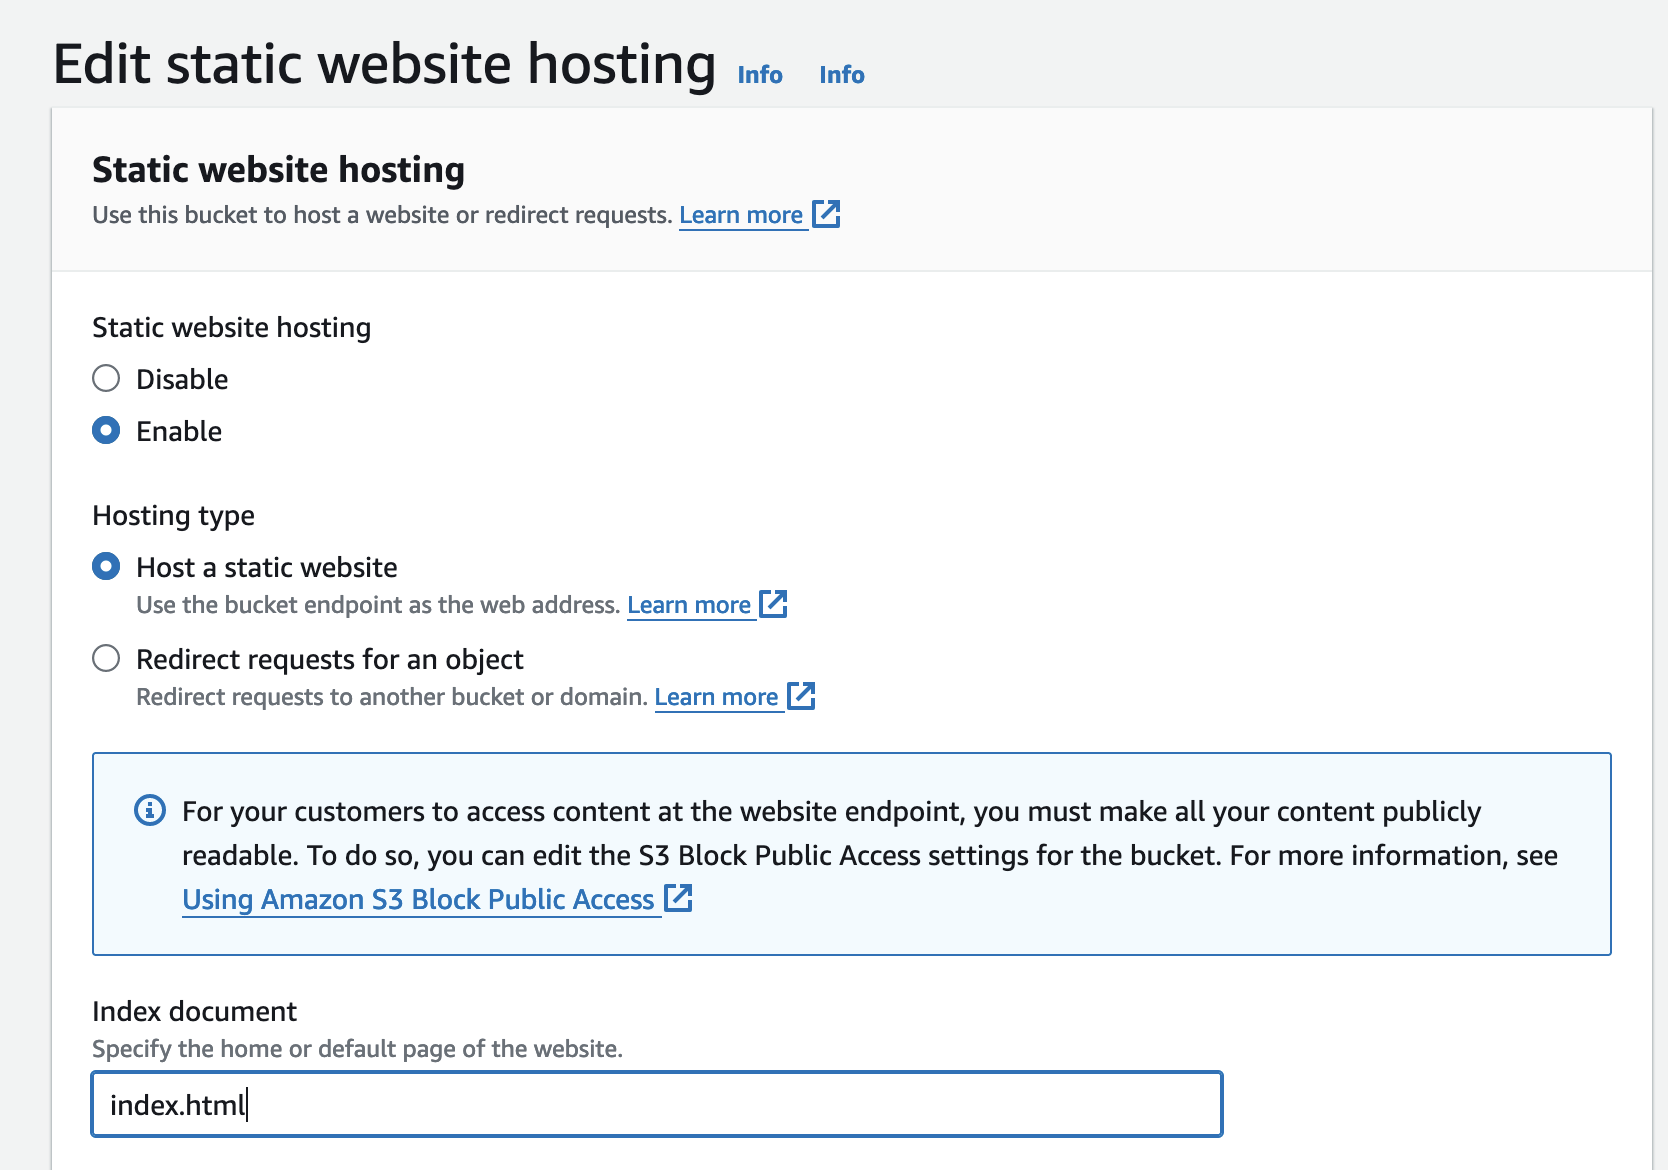 Edit static website hosting Info Info
Static website hosting
Use this bucket to host a website or redirect requests. Learn more
Static website hosting
Disable
Enable
Hosting type
Host a static website
Use the bucket endpoint as the web address. Learn more
Redirect requests for an object
Redirect requests to another bucket or domain. Learn more
For your customers to access content at the website endpoint, you must make all your content publicly
readable. To do so, you can edit the S3 Block Public Access settings for the bucket. For more information, see
Using Amazon S3 Block Public Access
Index document
Specify the home or default page of the website.
index.html